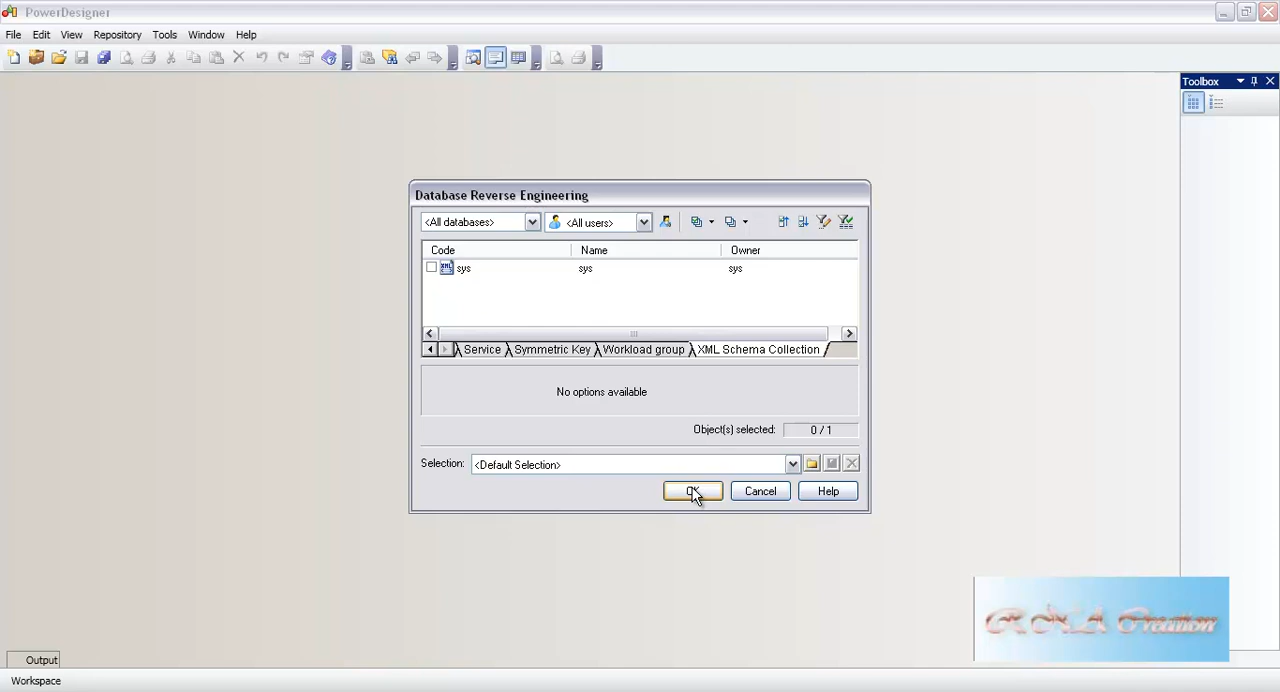 PowerDesigner
File Edit View Repository Tools Window Help
Toolbox
Database Reverse Engineering
<All databases> <All users>
Code Name Owner
sys sys sys
Service Symmetric Key Workload group XML Schema Collection
No options available
Object(s) selected: 0 / 1
Selection: <Default Selection>
OK Cancel Help
Creation
Output
Workspace